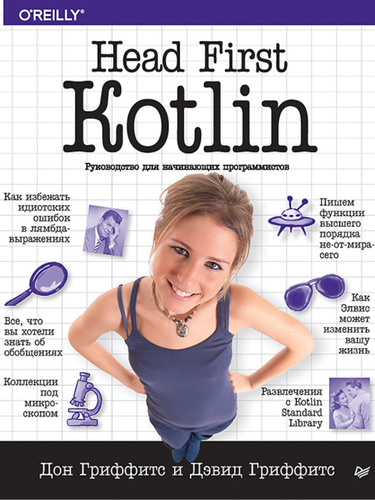 O'REILLY®
Head First
Kotlin
Руководство для начинающих программистов
Как избежать
идиотских
ошибок
в лямбда-
выражениях
Пишем
функции
высшего
порядка
не-от-мира-
сего
Все, что
вы хотели
знать об
обобщениях
Как
Элвис
может
изменить
вашу
жизнь
Коллекции
под
микро-
скопом
Развлечения
с Kotlin
Standard
Library
Дон Гриффитс и Дэвид Гриффитс